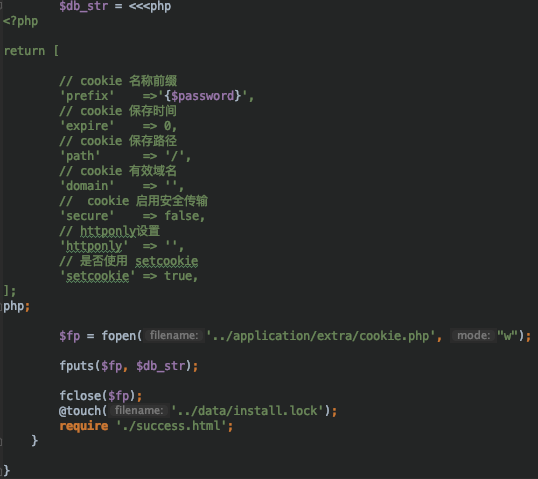 $db_str = <<<php
<?php
return [
// cookie 名称前缀
'prefix'    =>'{$password}',
// cookie 保存时间
'expire'    => 0,
// cookie 保存路径
'path'      => '/',
// cookie 有效域名
'domain'    => '',
//  cookie 启用安全传输
'secure'    => false,
// httponly设置
'httponly'  => '',
// 是否使用 setcookie
'setcookie' => true,
];
php;
$fp = fopen( filename: '../application/extra/cookie.php', mode: "w");
fputs($fp, $db_str);
fclose($fp);
@touch( filename: '../data/install.lock');
require './success.html';
}
}